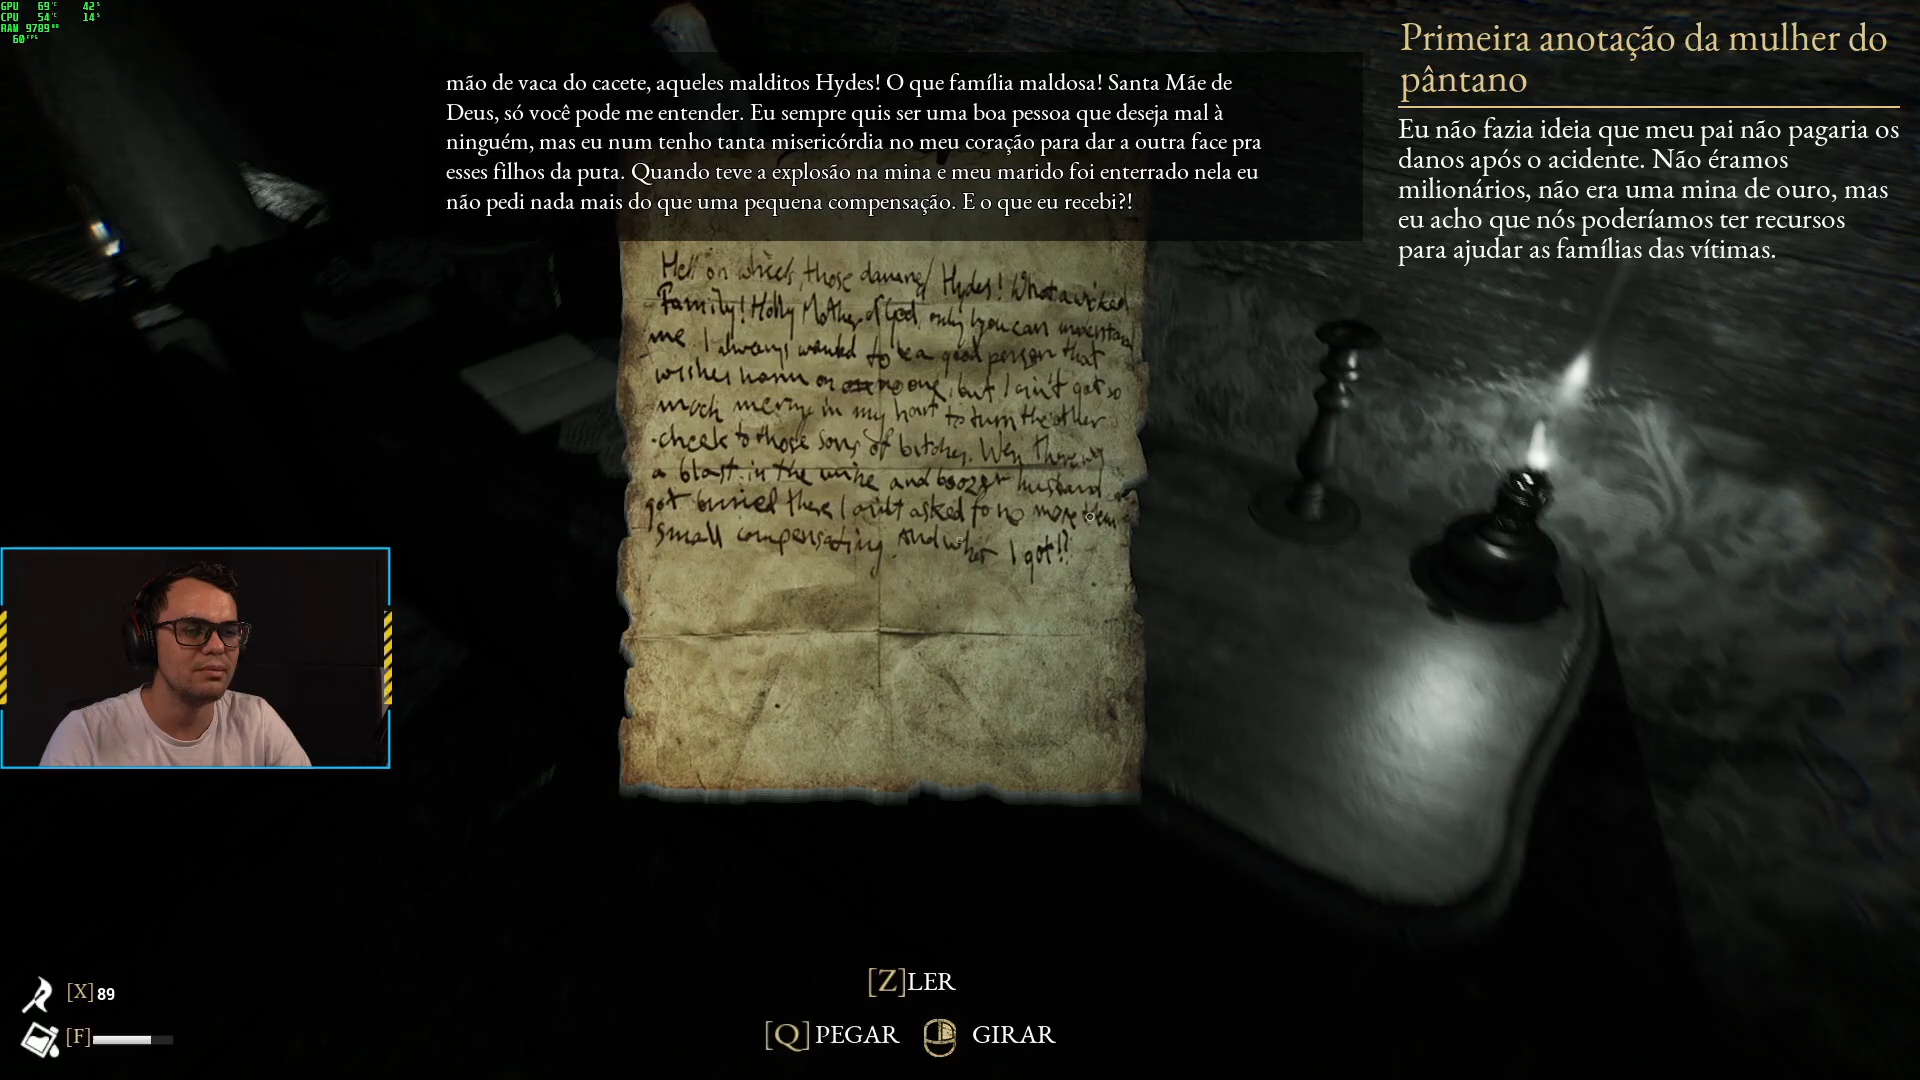 GPU 69°C 42%
CPU 54°C 14%
RAM 9789MB
60FPS
mão de vaca do cacete, aqueles malditos Hydes! O que família maldosa! Santa Mãe de
Deus, só você pode me entender. Eu sempre quis ser uma boa pessoa que deseja mal à
ninguém, mas eu num tenho tanta misericórdia no meu coração para dar a outra face pra
esses filhos da puta. Quando teve a explosão na mina e meu marido foi enterrado nela eu
não pedi nada mais do que uma pequena compensação. E o que eu recebi?!
Primeira anotação da mulher do
pântano
Eu não fazia ideia que meu pai não pagaria os
danos após o acidente. Não éramos
milionários, não era uma mina de ouro, mas
eu acho que nós poderíamos ter recursos
para ajudar as famílias das vítimas.
Hell on wheels, those damned Hydes! What a wicked
Family! Holly Mother of God, only you can understand
me. I always wanted to be a good person that
wishes harm on no one, but I ain't got so
much mercy in my heart to turn the other
cheek to those sons of bitches. When there was
a blast in the mine and boozer husband
got buried there I ain't asked for no more than
small compensating. And what I got!?
[Z]LER
[Q]PEGAR GIRAR
[X] 89
[F]